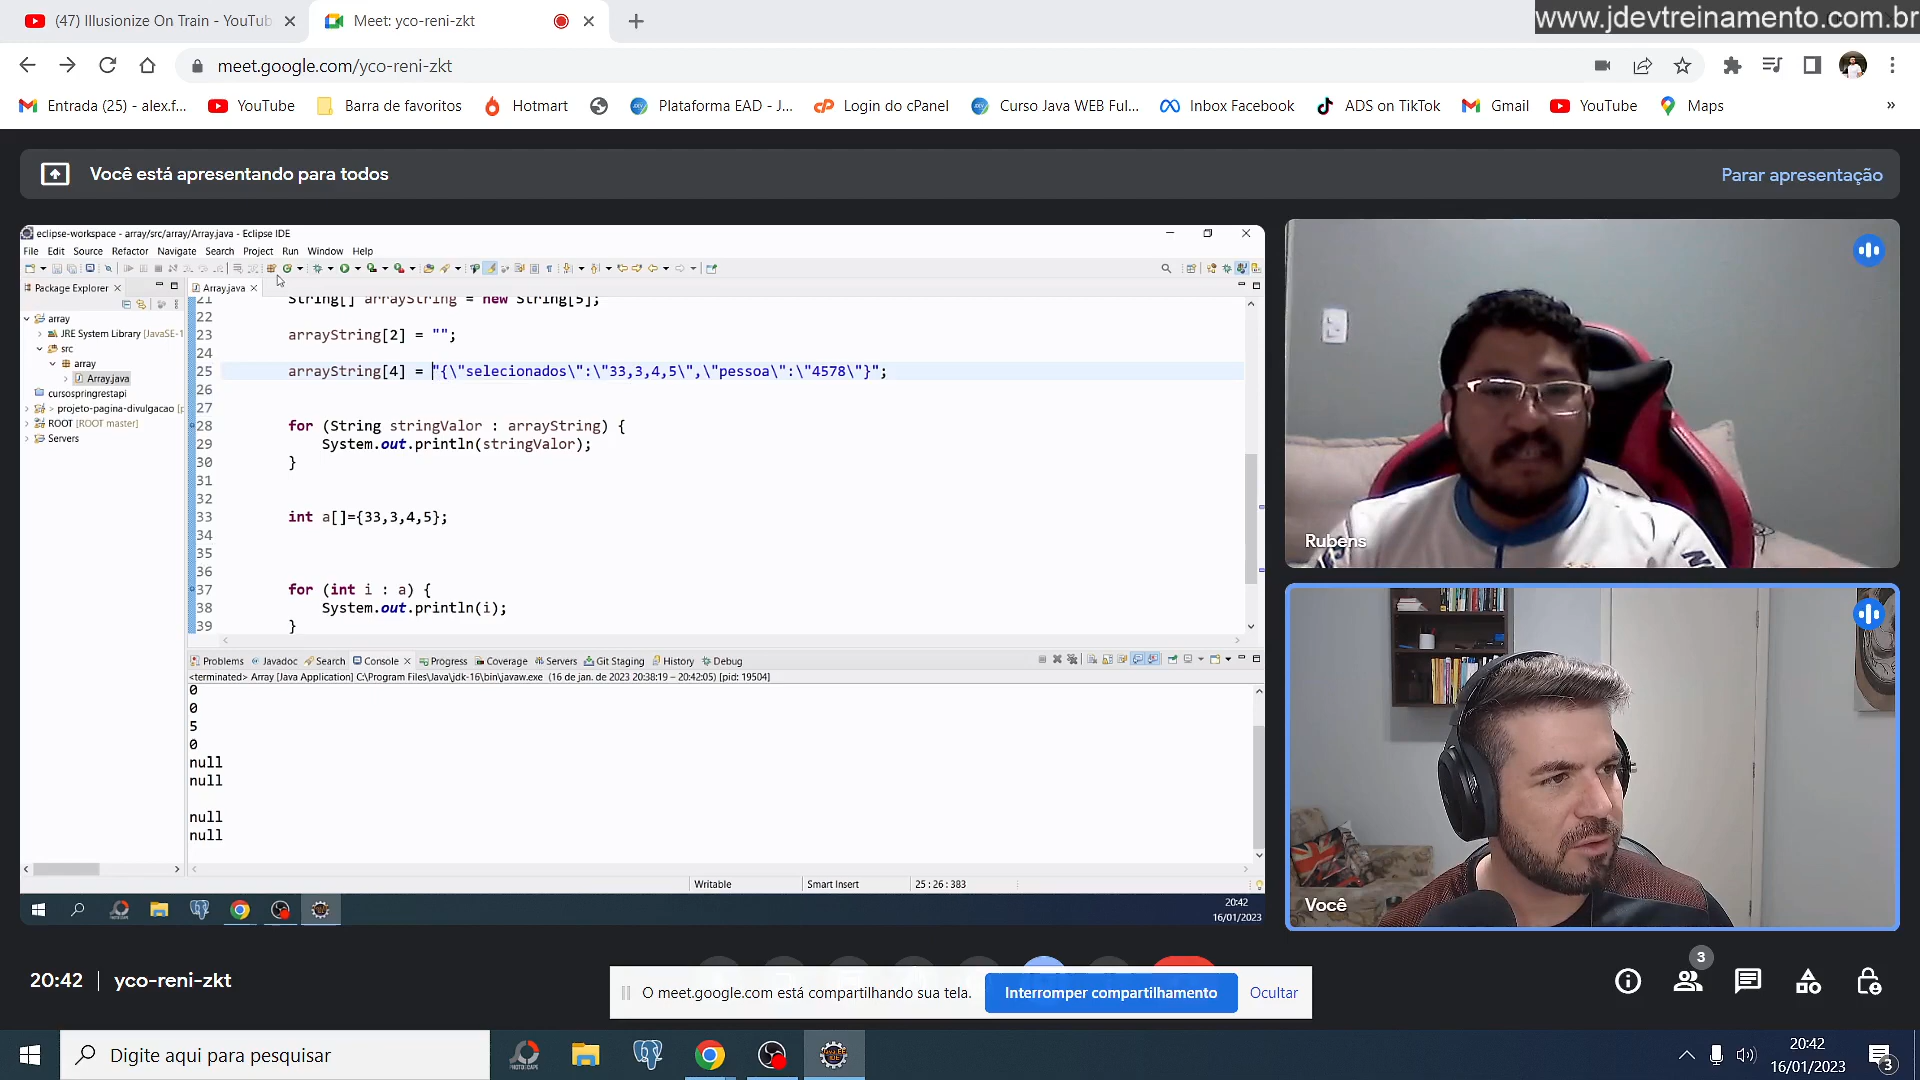 (47) Illusionize On Train - YouTub
Meet: yco-reni-zkt
www.jdevtreinamento.com.br
meet.google.com/yco-reni-zkt
Entrada (25) - alex.f...
YouTube
Barra de favoritos
Hotmart
Plataforma EAD - J...
Login do cPanel
Curso Java WEB Ful...
Inbox Facebook
ADS on TikTok
Gmail
YouTube
Maps
»
Você está apresentando para todos
Parar apresentação
eclipse-workspace - array/src/array/Array.java - Eclipse IDE
File Edit Source Refactor Navigate Search Project Run Window Help
Package Explorer
Array.java
array
JRE System Library [JavaSE-1
src
array
Array.java
cursospringrestapi
> projeto-pagina-divulgacao [p
ROOT [ROOT master]
Servers
21 String[] arrayString = new String[5];
22
23 arrayString[2] = "";
24
25 arrayString[4] = "{\"selecionados\":\"33,3,4,5\",\"pessoa\":\"4578\"}";
26
27
28 for (String stringValor : arrayString) {
29 System.out.println(stringValor);
30 }
31
32
33 int a[]={33,3,4,5};
34
35
36
37 for (int i : a) {
38 System.out.println(i);
39 }
Problems Javadoc Search Console Progress Coverage Servers Git Staging History Debug
<terminated> Array [Java Application] C:\Program Files\Java\jdk-16\bin\javaw.exe (16 de jan. de 2023 20:38:19 – 20:42:05) [pid: 19504]
0
0
5
0
null
null
null
null
Writable
Smart Insert
25 : 26 : 383
20:42
16/01/2023
Rubens
Você
20:42
yco-reni-zkt
O meet.google.com está compartilhando sua tela.
Interromper compartilhamento
Ocultar
3
Digite aqui para pesquisar
20:42
16/01/2023
3